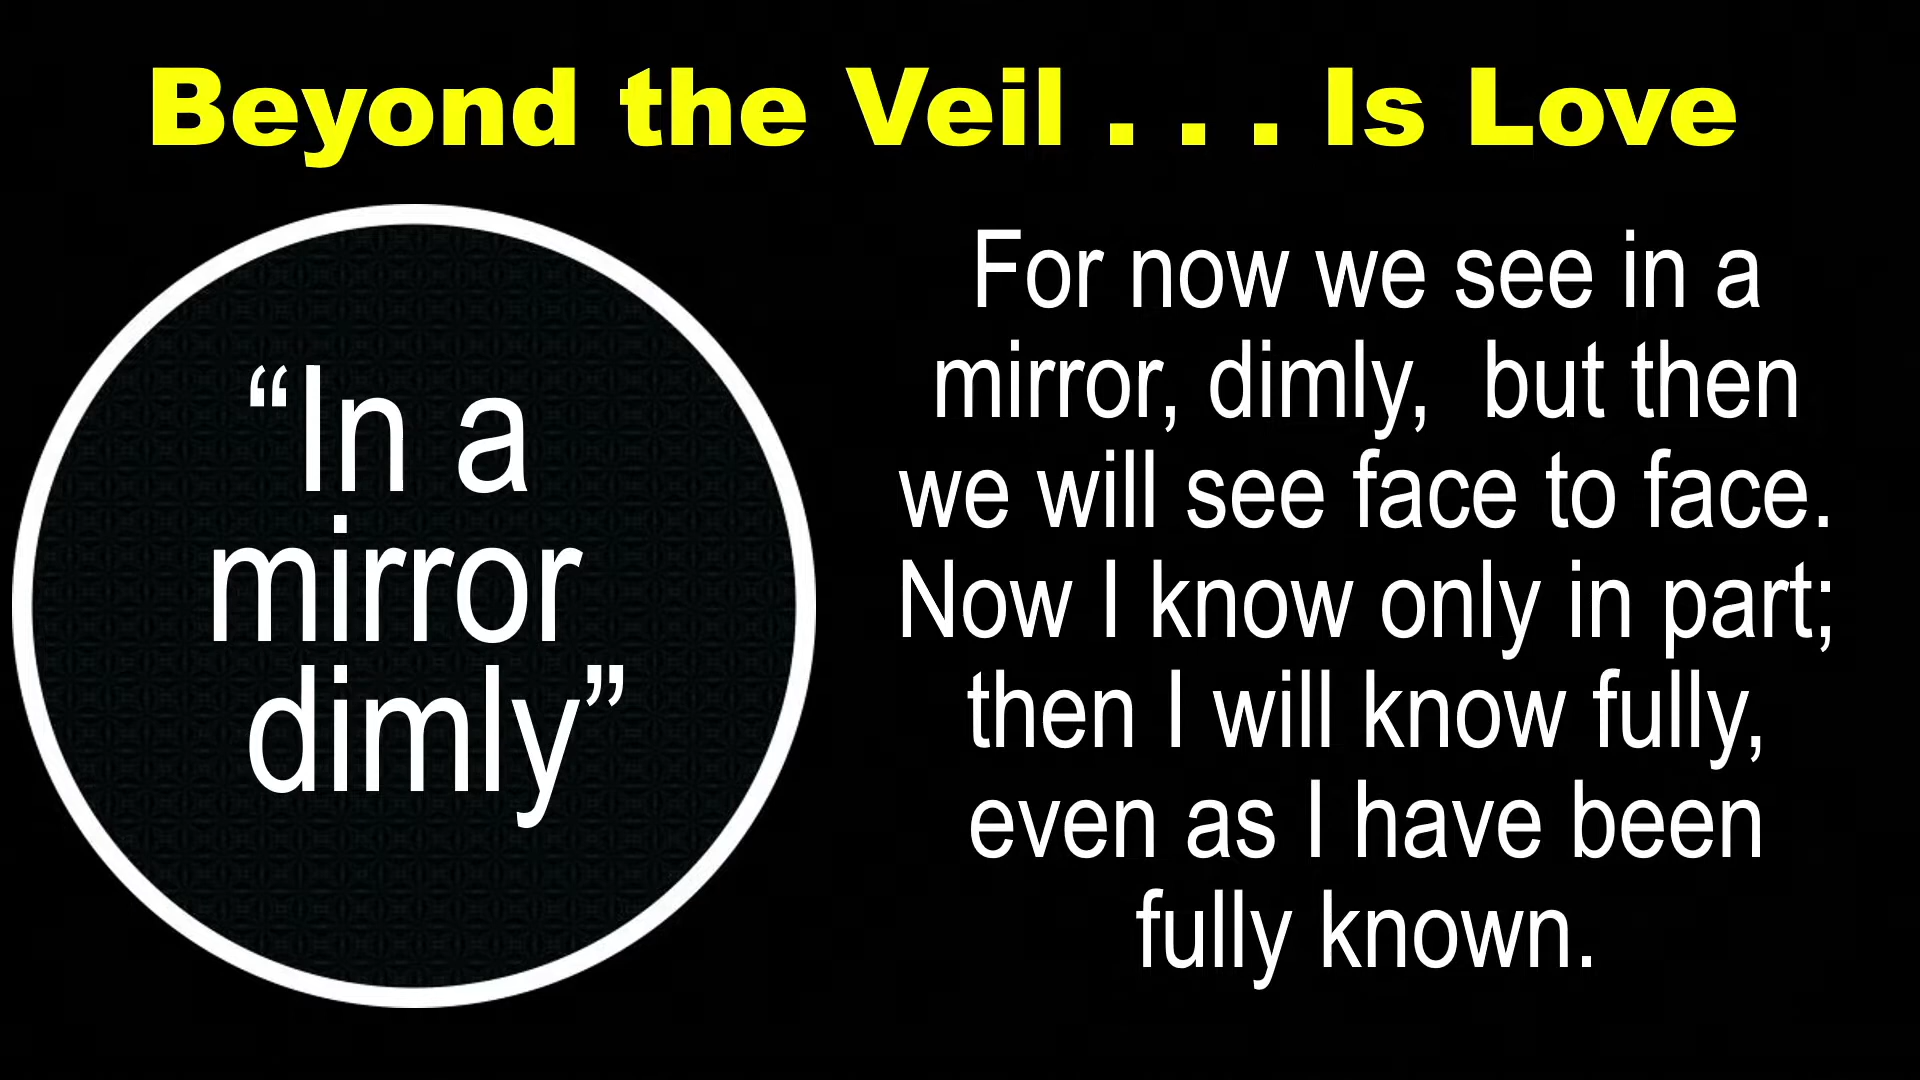 Beyond the Veil . . . Is Love
“In a
mirror
dimly”
For now we see in a
mirror, dimly,  but then
we will see face to face.
Now I know only in part;
then I will know fully,
even as I have been
fully known.